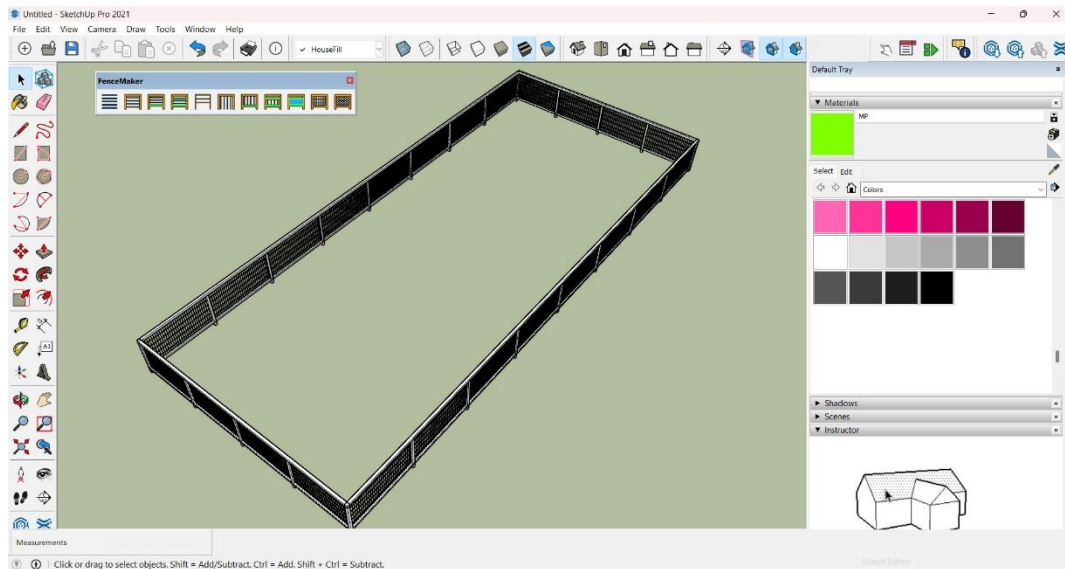 Untitled - SketchUp Pro 2021
File Edit View Camera Draw Tools Window Help
HouseFill
Default Tray
FenceMaker
▼ Materials
MP
Select Edit
Colors
A1
► Shadows
► Scenes
▼ Instructor
Measurements
Click or drag to select objects. Shift = Add/Subtract. Ctrl = Add. Shift + Ctrl = Subtract.